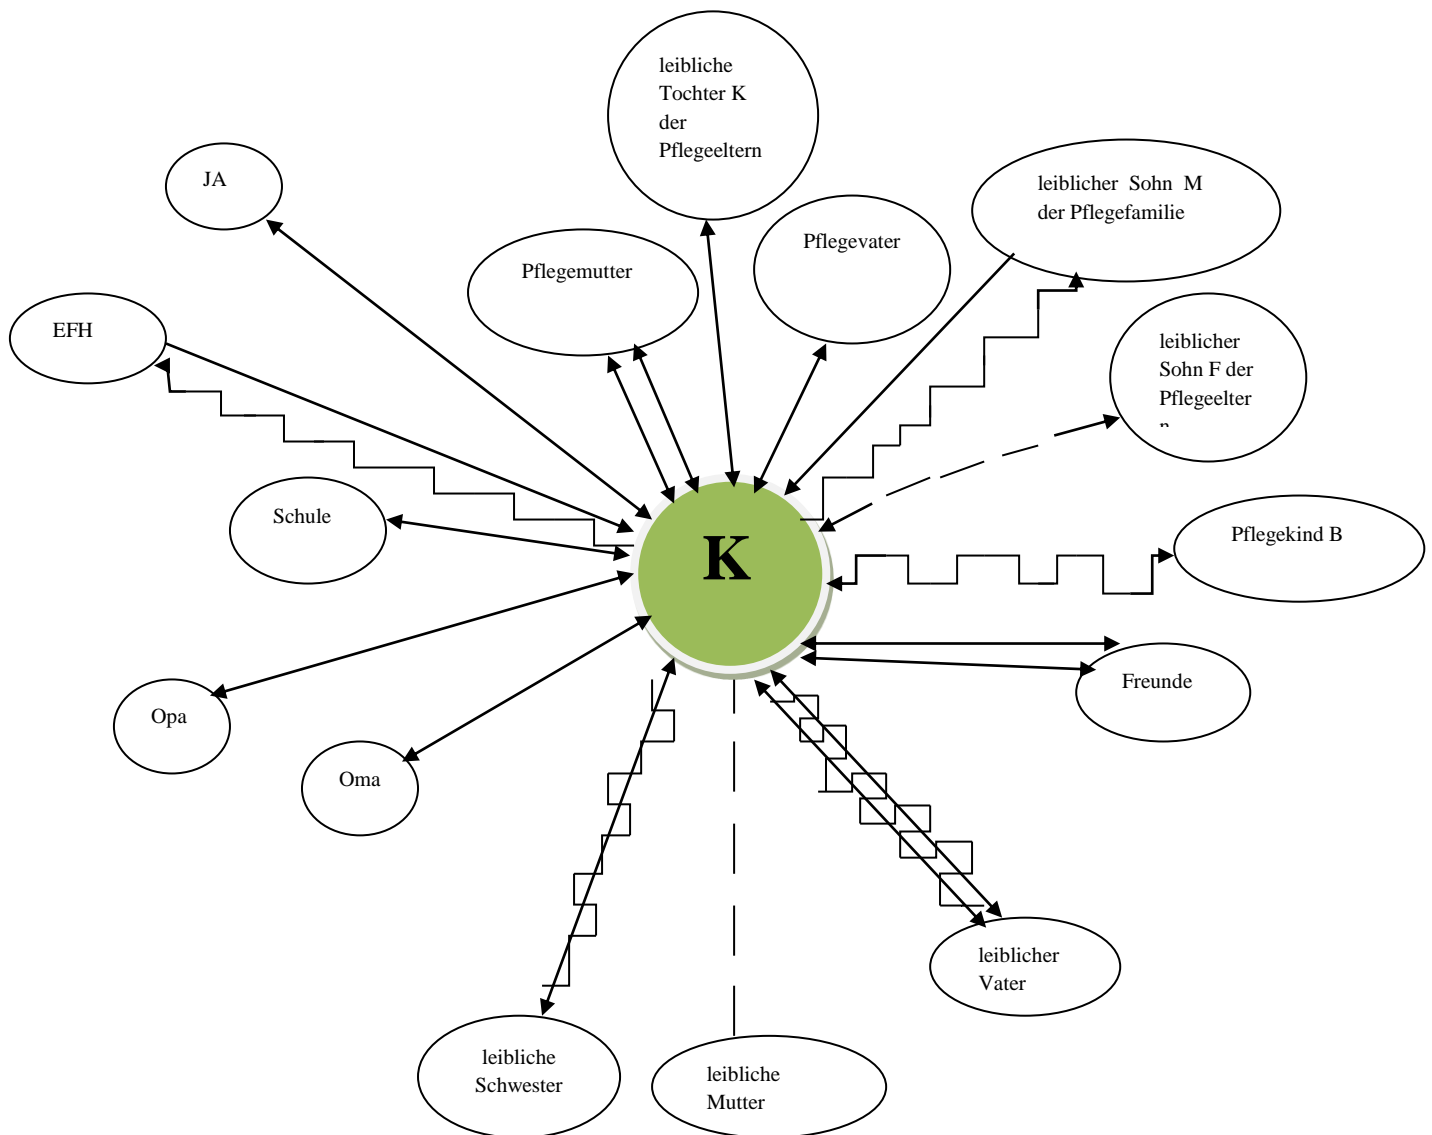 leibliche
Tochter K
der
Pflegeeltern
JA
leiblicher Sohn M
der Pflegefamilie
Pflegevater
Pflegemutter
EFH
leiblicher
Sohn F der
Pflegeelter
n
Schule
K
Pflegekind B
Freunde
Opa
Oma
leiblicher
Vater
leibliche
Schwester
leibliche
Mutter